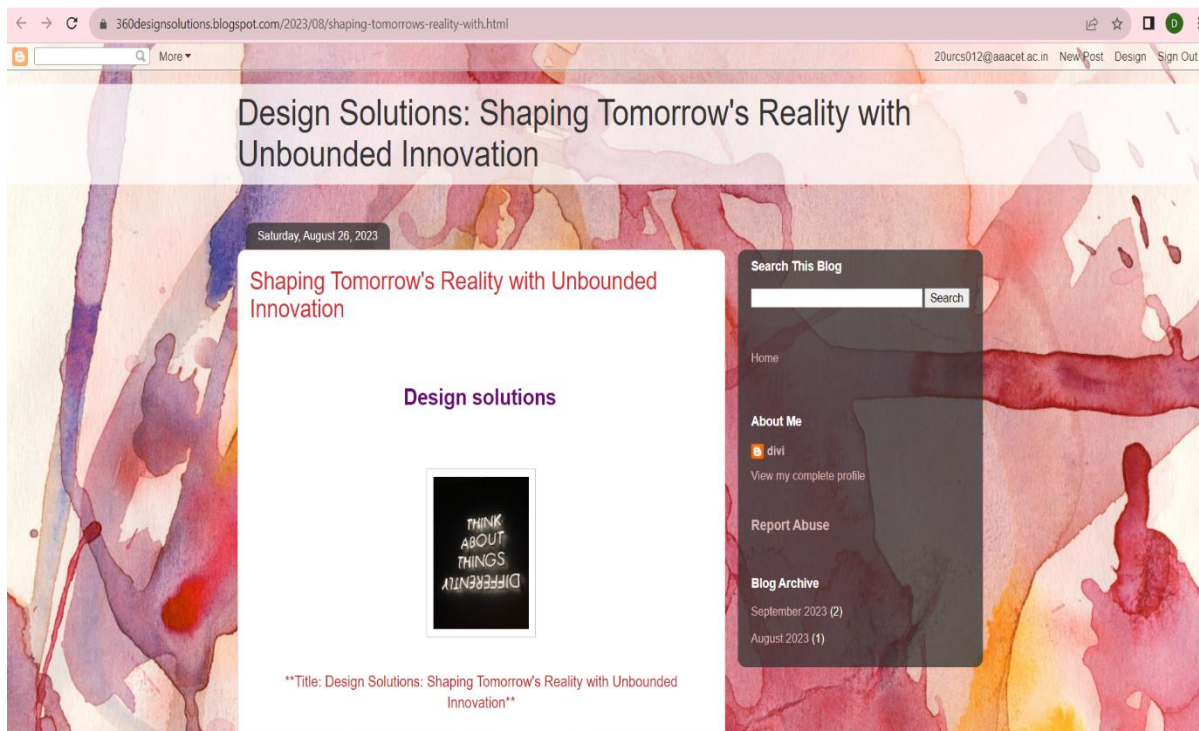 360designsolutions.blogspot.com/2023/08/shaping-tomorrows-reality-with.html
D
More
20urcs012@aaacet.ac.in New Post Design Sign Out
Design Solutions: Shaping Tomorrow's Reality with
Unbounded Innovation
Saturday, August 26, 2023
Shaping Tomorrow's Reality with Unbounded
Innovation
Design solutions
THINK
ABOUT
THINGS
DIFFERENTLY
**Title: Design Solutions: Shaping Tomorrow's Reality with Unbounded
Innovation**
Search This Blog
Search
Home
About Me
divi
View my complete profile
Report Abuse
Blog Archive
September 2023 (2)
August 2023 (1)